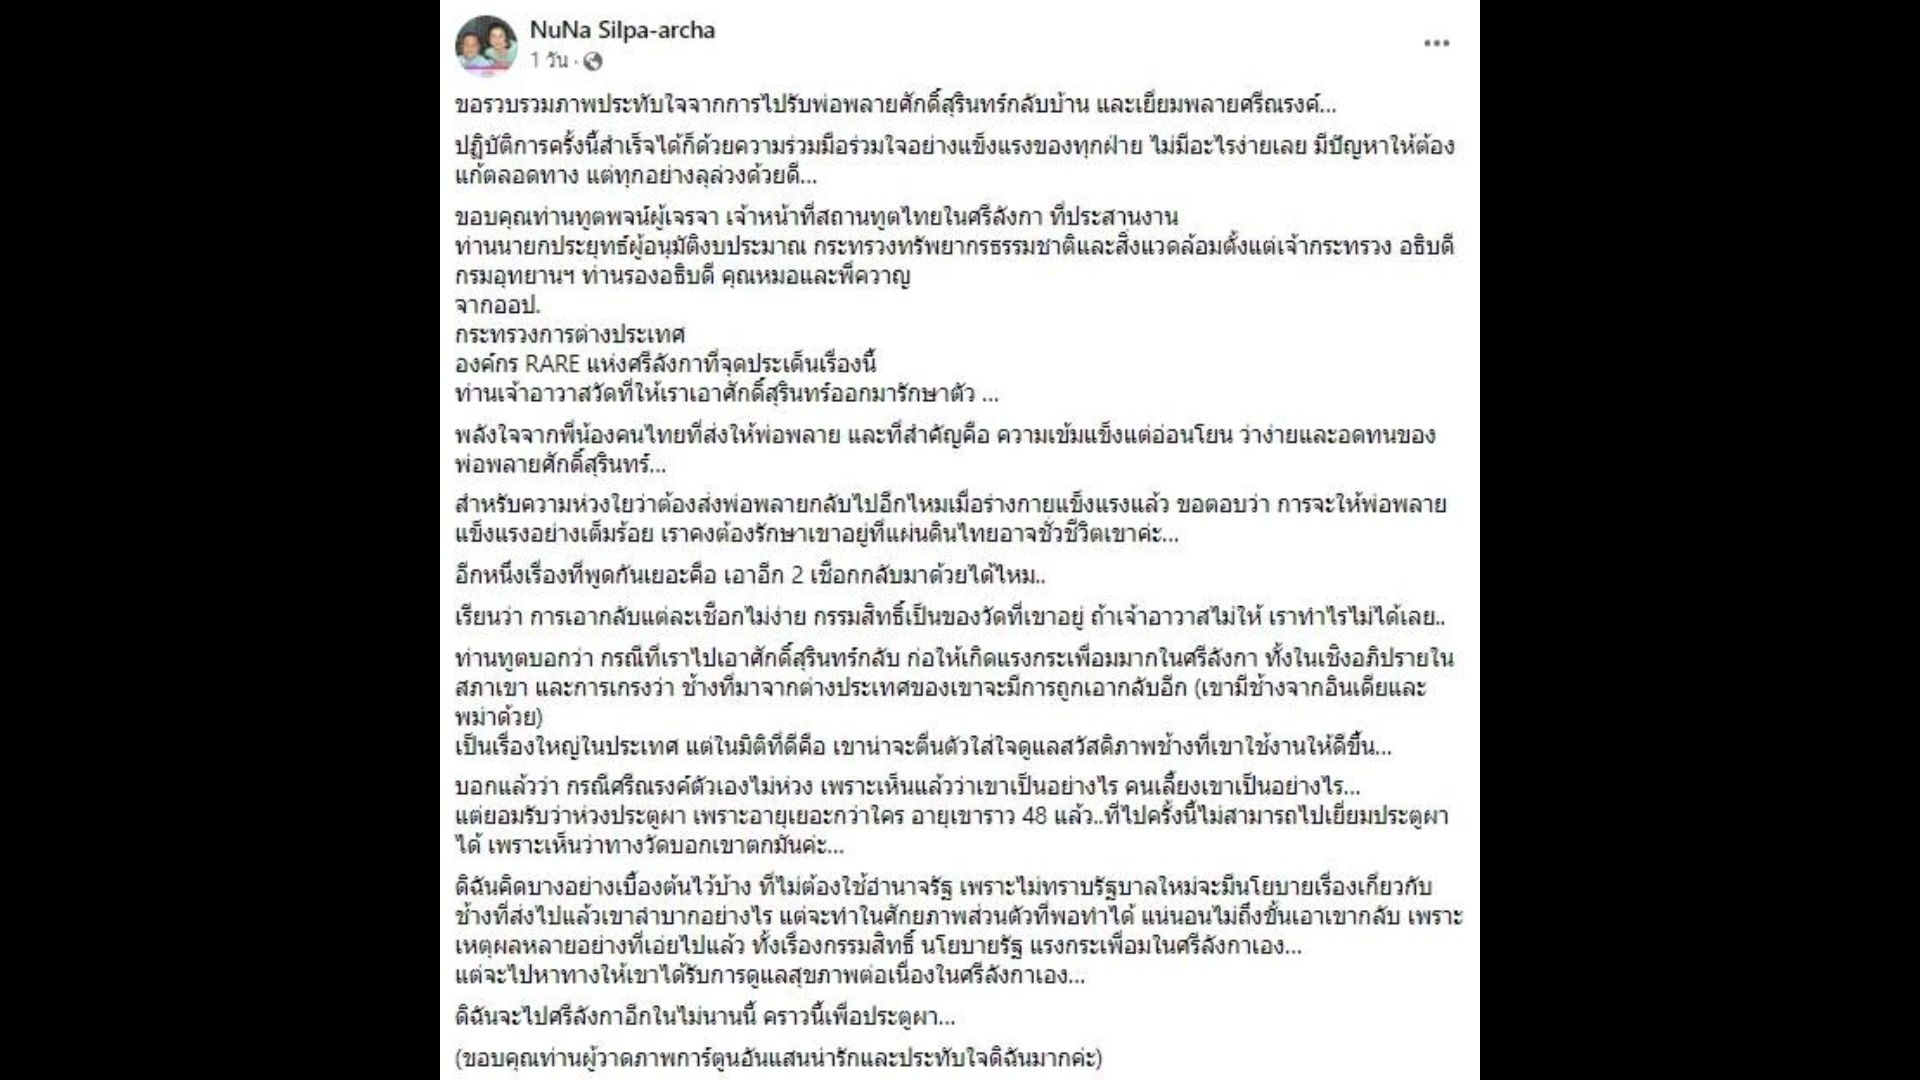 NuNa Silpa-archa
1 วัน ·
ขอรวบรวมภาพประทับใจจากการไปรับพ่อพลายศักดิ์สุรินทร์กลับบ้าน และเยี่ยมพลายศรีณรงค์...
ปฏิบัติการครั้งนี้สำเร็จได้ก็ด้วยความร่วมมือร่วมใจอย่างแข็งแรงของทุกฝ่าย ไม่มีอะไรง่ายเลย มีปัญหาให้ต้อง
แก้ตลอดทาง แต่ทุกอย่างลุล่วงด้วยดี...
ขอบคุณท่านทูตพจน์ผู้เจรจา เจ้าหน้าที่สถานทูตไทยในศรีลังกา ที่ประสานงาน
ท่านนายกประยุทธ์ผู้อนุมัติงบประมาณ กระทรวงทรัพยากรธรรมชาติและสิ่งแวดล้อมตั้งแต่เจ้ากระทรวง อธิบดี
กรมอุทยานฯ ท่านรองอธิบดี คุณหมอและพี่ควาญ
จากออป.
กระทรวงการต่างประเทศ
องค์กร RARE แห่งศรีลังกาที่จุดประเด็นเรื่องนี้
ท่านเจ้าอาวาสวัดที่ให้เราเอาศักดิ์สุรินทร์ออกมารักษาตัว ...
พลังใจจากพี่น้องคนไทยที่ส่งให้พ่อพลาย และที่สำคัญคือ ความเข้มแข็งแต่อ่อนโยน ว่าง่ายและอดทนของ
พ่อพลายศักดิ์สุรินทร์...
สำหรับความห่วงใยว่าต้องส่งพ่อพลายกลับไปอีกไหมเมื่อร่างกายแข็งแรงแล้ว ขอตอบว่า การจะให้พ่อพลาย
แข็งแรงอย่างเต็มร้อย เราคงต้องรักษาเขาอยู่ที่แผ่นดินไทยอาจชั่วชีวิตเขาค่ะ...
อีกหนึ่งเรื่องที่พูดกันเยอะคือ เอาอีก 2 เชือกกลับมาด้วยได้ไหม..
เรียนว่า การเอากลับแต่ละเชือกไม่ง่าย กรรมสิทธิ์เป็นของวัดที่เขาอยู่ ถ้าเจ้าอาวาสไม่ให้ เราทำไรไม่ได้เลย..
ท่านทูตบอกว่า กรณีที่เราไปเอาศักดิ์สุรินทร์กลับ ก่อให้เกิดแรงกระเพื่อมมากในศรีลังกา ทั้งในเชิงอภิปรายใน
สภาเขา และการเกรงว่า ช้างที่มาจากต่างประเทศของเขาจะมีการถูกเอากลับอีก (เขามีช้างจากอินเดียและ
พม่าด้วย)
เป็นเรื่องใหญ่ในประเทศ แต่ในมิติที่ดีคือ เขาน่าจะตื่นตัวใส่ใจดูแลสวัสดิภาพช้างที่เขาใช้งานให้ดีขึ้น...
บอกแล้วว่า กรณีศรีณรงค์ตัวเองไม่ห่วง เพราะเห็นแล้วว่าเขาเป็นอย่างไร คนเลี้ยงเขาเป็นอย่างไร...
แต่ยอมรับว่าห่วงประตูผา เพราะอายุเยอะกว่าใคร อายุเขาราว 48 แล้ว..ที่ไปครั้งนี้ไม่สามารถไปเยี่ยมประตูผา
ได้ เพราะเห็นว่าทางวัดบอกเขาตกมันค่ะ...
ดิฉันคิดบางอย่างเบื้องต้นไว้บ้าง ที่ไม่ต้องใช้อำนาจรัฐ เพราะไม่ทราบรัฐบาลใหม่จะมีนโยบายเรื่องเกี่ยวกับ
ช้างที่ส่งไปแล้วเขาลำบากอย่างไร แต่จะทำในศักยภาพส่วนตัวที่พอทำได้ แน่นอนไม่ถึงขั้นเอาเขากลับ เพราะ
เหตุผลหลายอย่างที่เอ่ยไปแล้ว ทั้งเรื่องกรรมสิทธิ์ นโยบายรัฐ แรงกระเพื่อมในศรีลังกาเอง...
แต่จะไปหาทางให้เขาได้รับการดูแลสุขภาพต่อเนื่องในศรีลังกาเอง...
ดิฉันจะไปศรีลังกาอีกในไม่นานนี้ คราวนี้เพื่อประตูผา...
(ขอบคุณท่านผู้วาดภาพการ์ตูนอันแสนน่ารักและประทับใจดิฉันมากค่ะ)